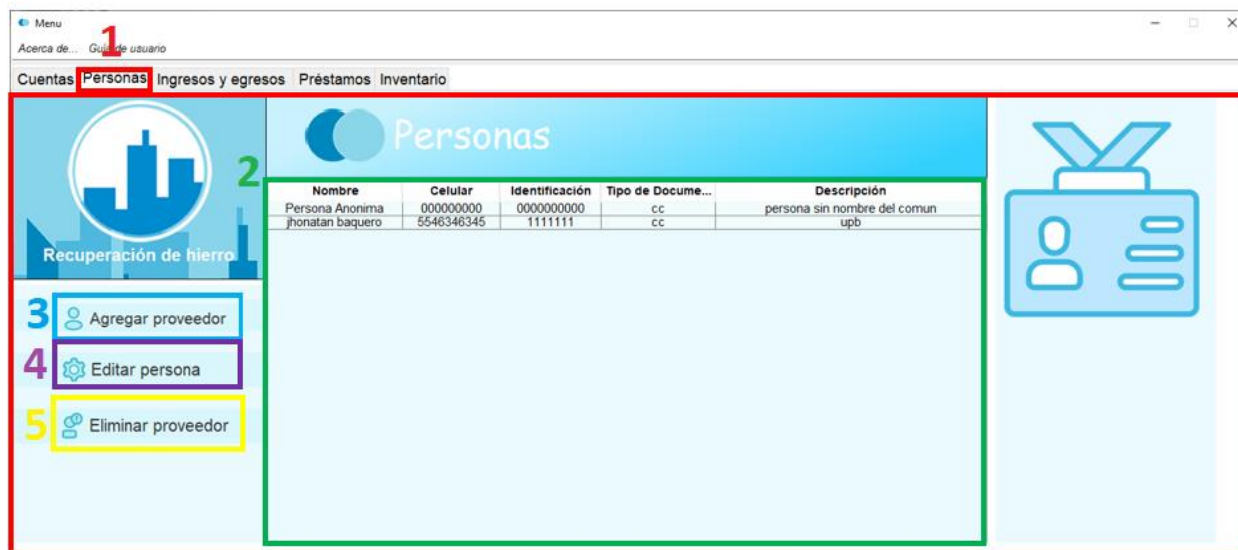 Menu
1
Acerca de... Guía de usuario
Cuentas Personas Ingresos y egresos Préstamos Inventario
Personas
2
Nombre Celular Identificación Tipo de Docume... Descripción
Persona Anonima 000000000 0000000000 cc persona sin nombre del comun
jhonatan baquero 5546346345 1111111 cc upb
Recuperación de hierro
3 Agregar proveedor
4 Editar persona
5 Eliminar proveedor